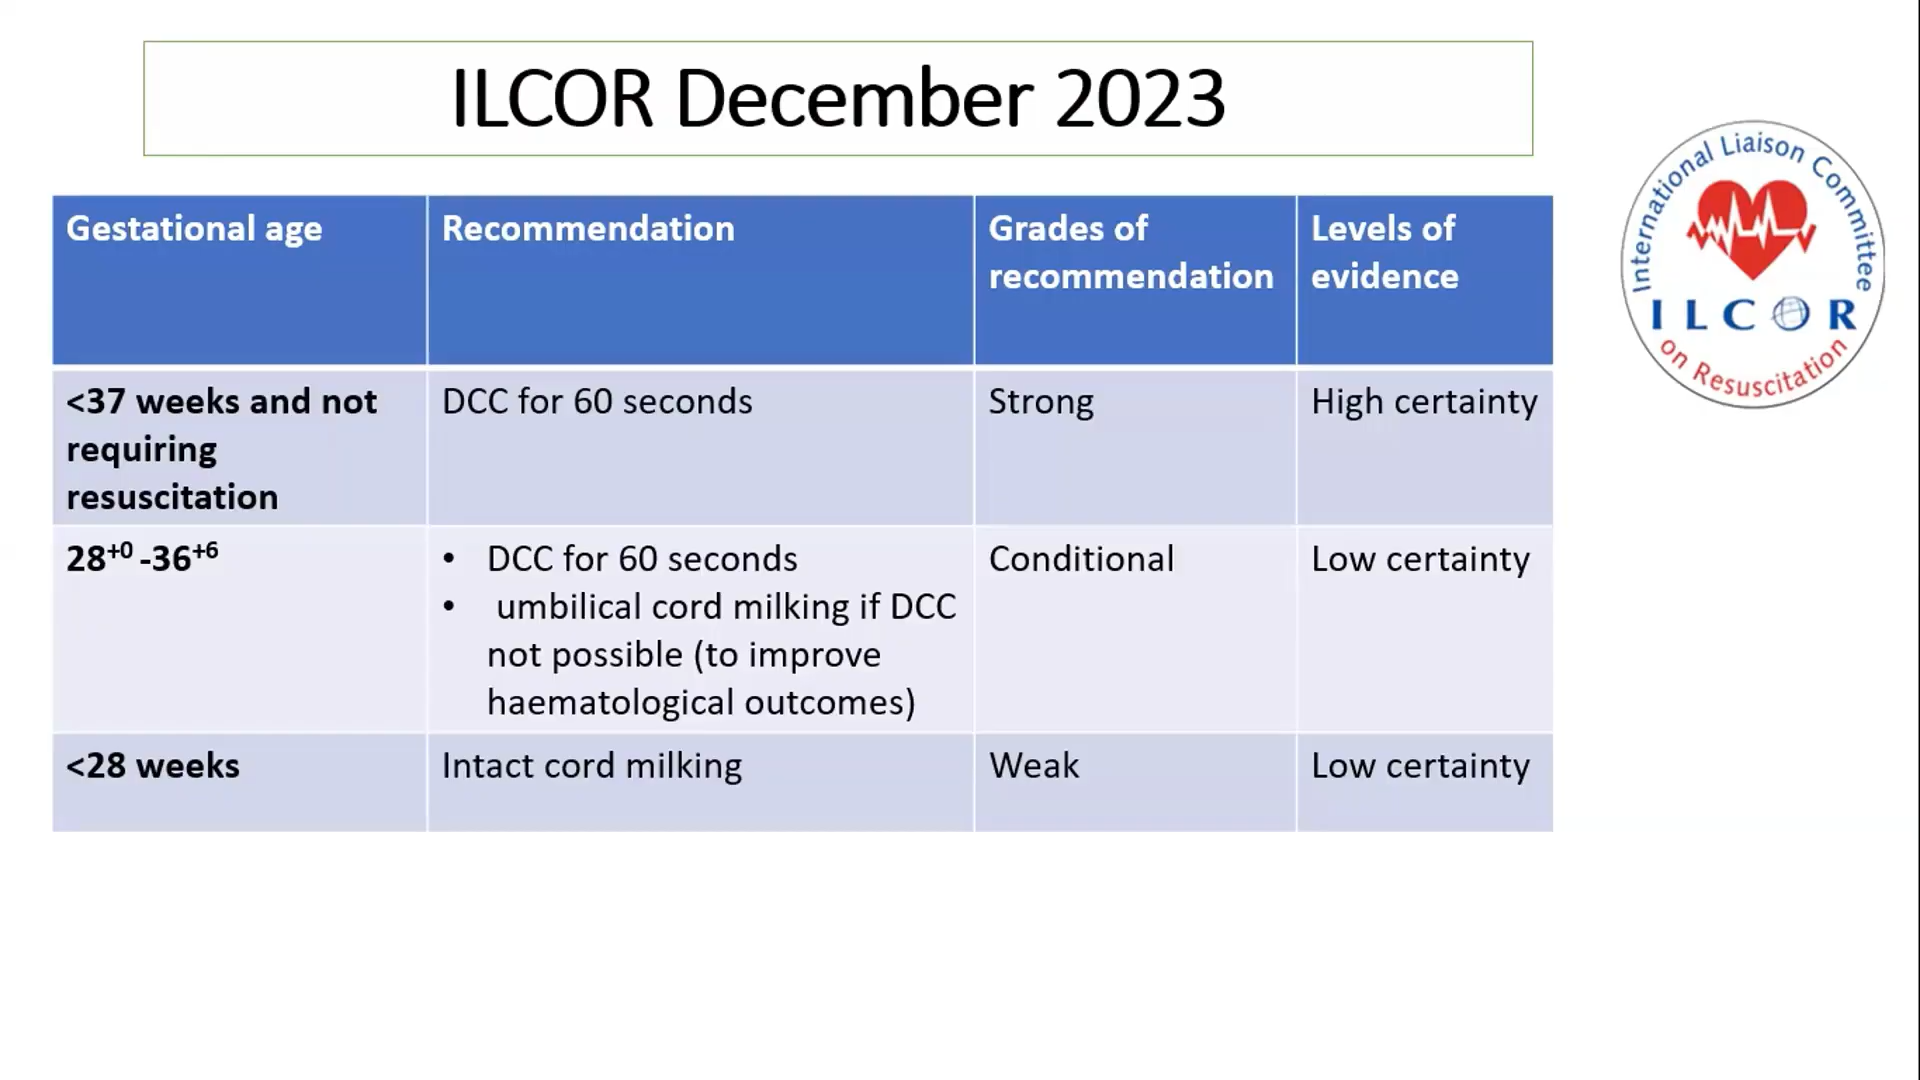 ILCOR December 2023
International Liaison Committee
ILCOR
on Resuscitation
Gestational age
Recommendation
Grades of
recommendation
Levels of
evidence
<37 weeks and not
requiring
resuscitation
DCC for 60 seconds
Strong
High certainty
28+0 -36+6
• DCC for 60 seconds
• umbilical cord milking if DCC
not possible (to improve
haematological outcomes)
Conditional
Low certainty
<28 weeks
Intact cord milking
Weak
Low certainty